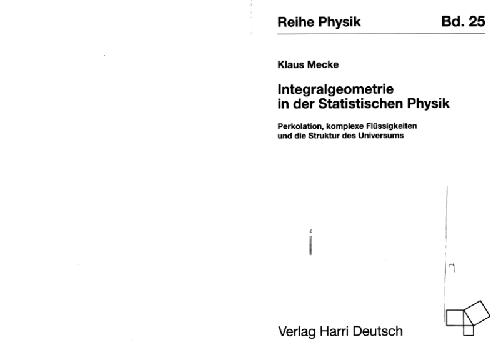 Reihe Physik Bd. 25
Klaus Mecke
Integralgeometrie
in der Statistischen Physik
Perkolation, komplexe Flüssigkeiten
und die Struktur des Universums
Verlag Harri Deutsch